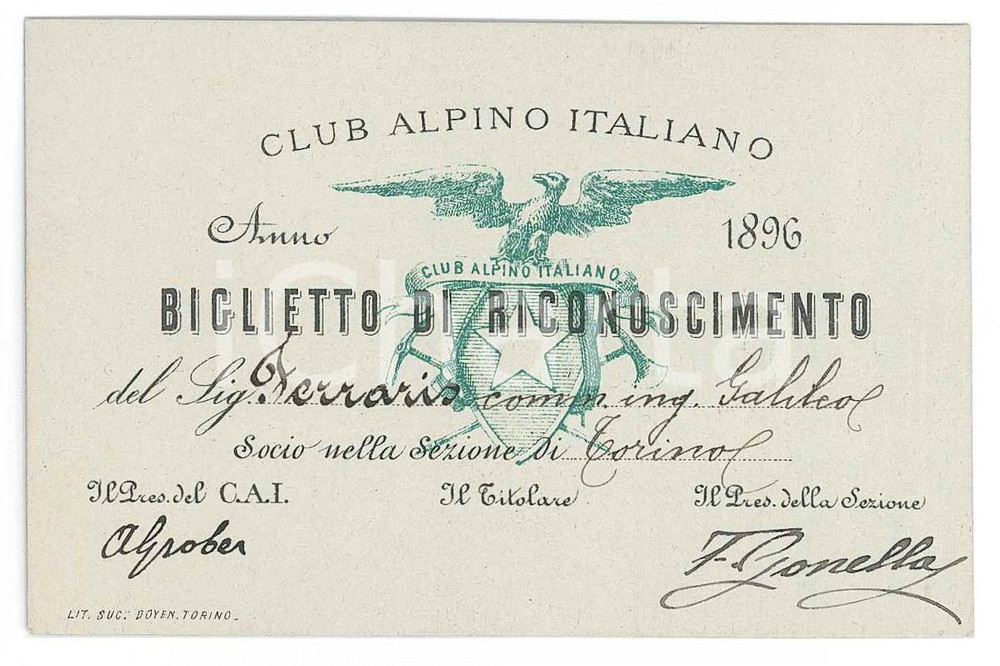 CLUB ALPINO ITALIANO
Anno 1896
CLUB ALPINO ITALIANO
BIGLIETTO DI RICONOSCIMENTO
del Sig. Ferraris comm. ing. Galileo
Socio nella Sezione di Torino
Il Pres. del C.A.I. Il Titolare Il Pres. della Sezione
AGrober F. Gonella
LIT. SUC. DOYEN. TORINO.